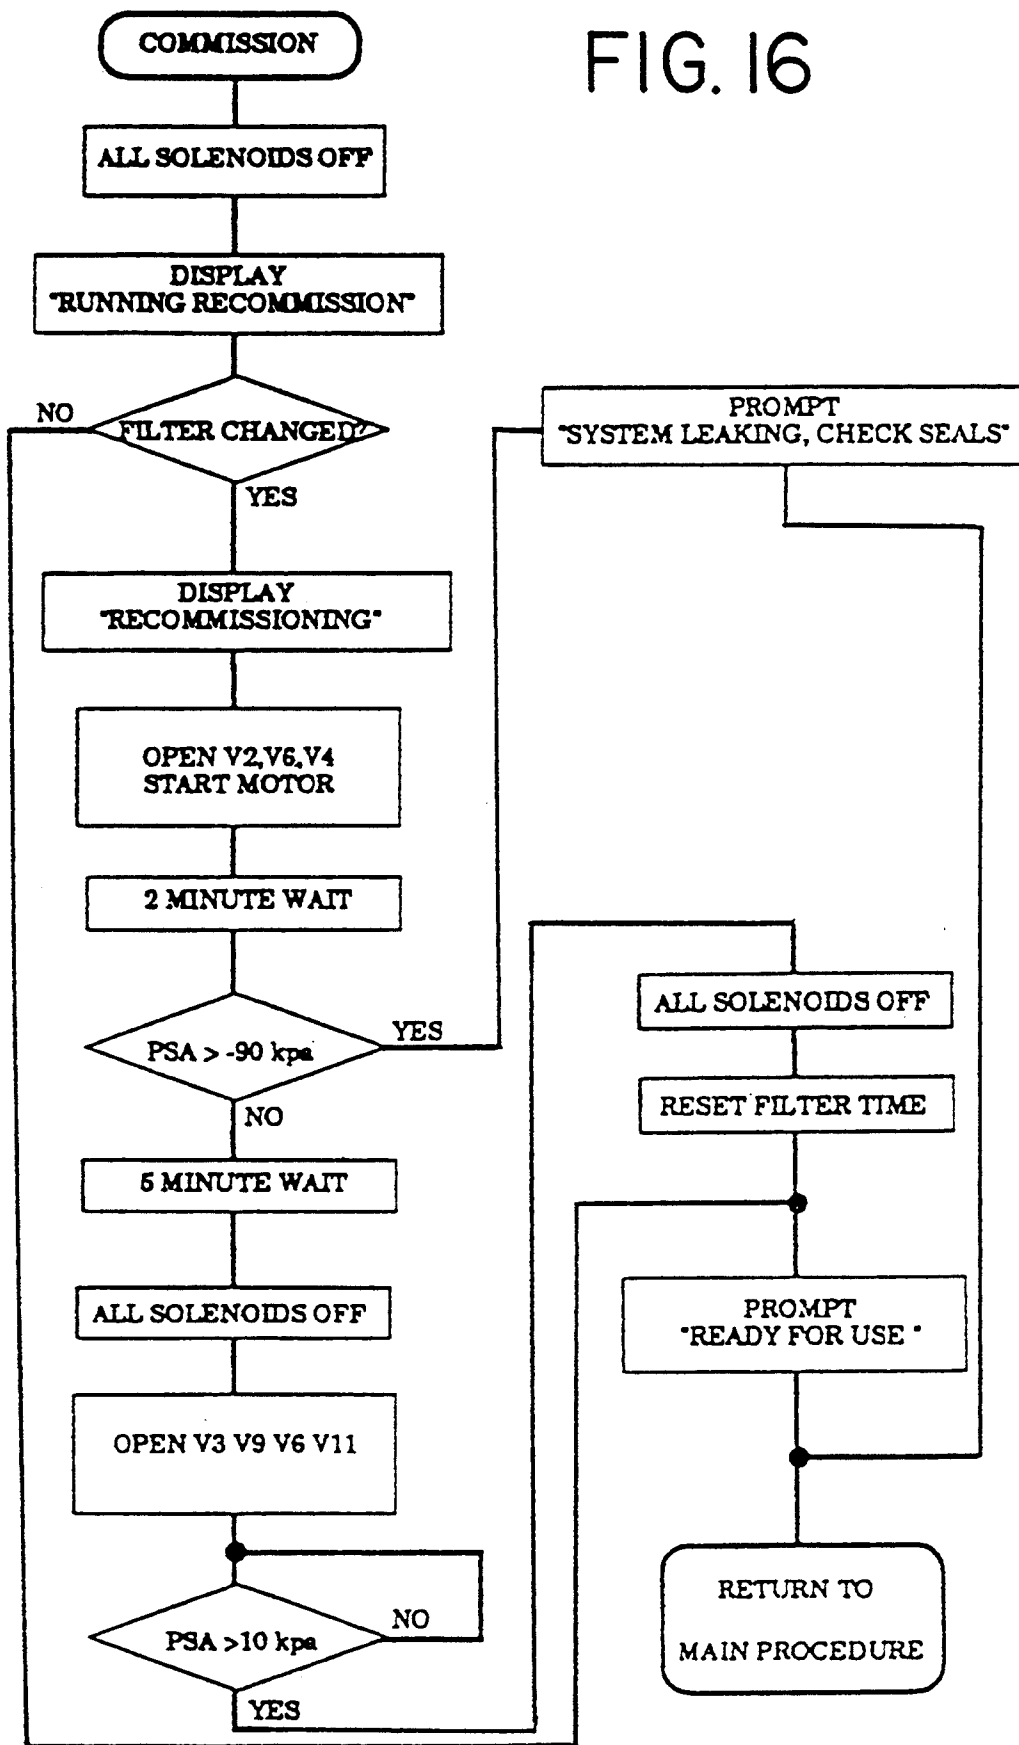 COMMISSION
FIG. 16
ALL SOLENOIDS OFF
DISPLAY
"RUNNING RECOMMISSION"
NO
FILTER CHANGED?
YES
PROMPT
"SYSTEM LEAKING, CHECK SEALS"
DISPLAY
"RECOMMISSIONING"
OPEN V2,V6,V4
START MOTOR
2 MINUTE WAIT
PSA > -90 kpa
YES
NO
5 MINUTE WAIT
ALL SOLENOIDS OFF
OPEN V3 V9 V6 V11
PSA >10 kpa
NO
YES
ALL SOLENOIDS OFF
RESET FILTER TIME
PROMPT
"READY FOR USE "
RETURN TO
MAIN PROCEDURE